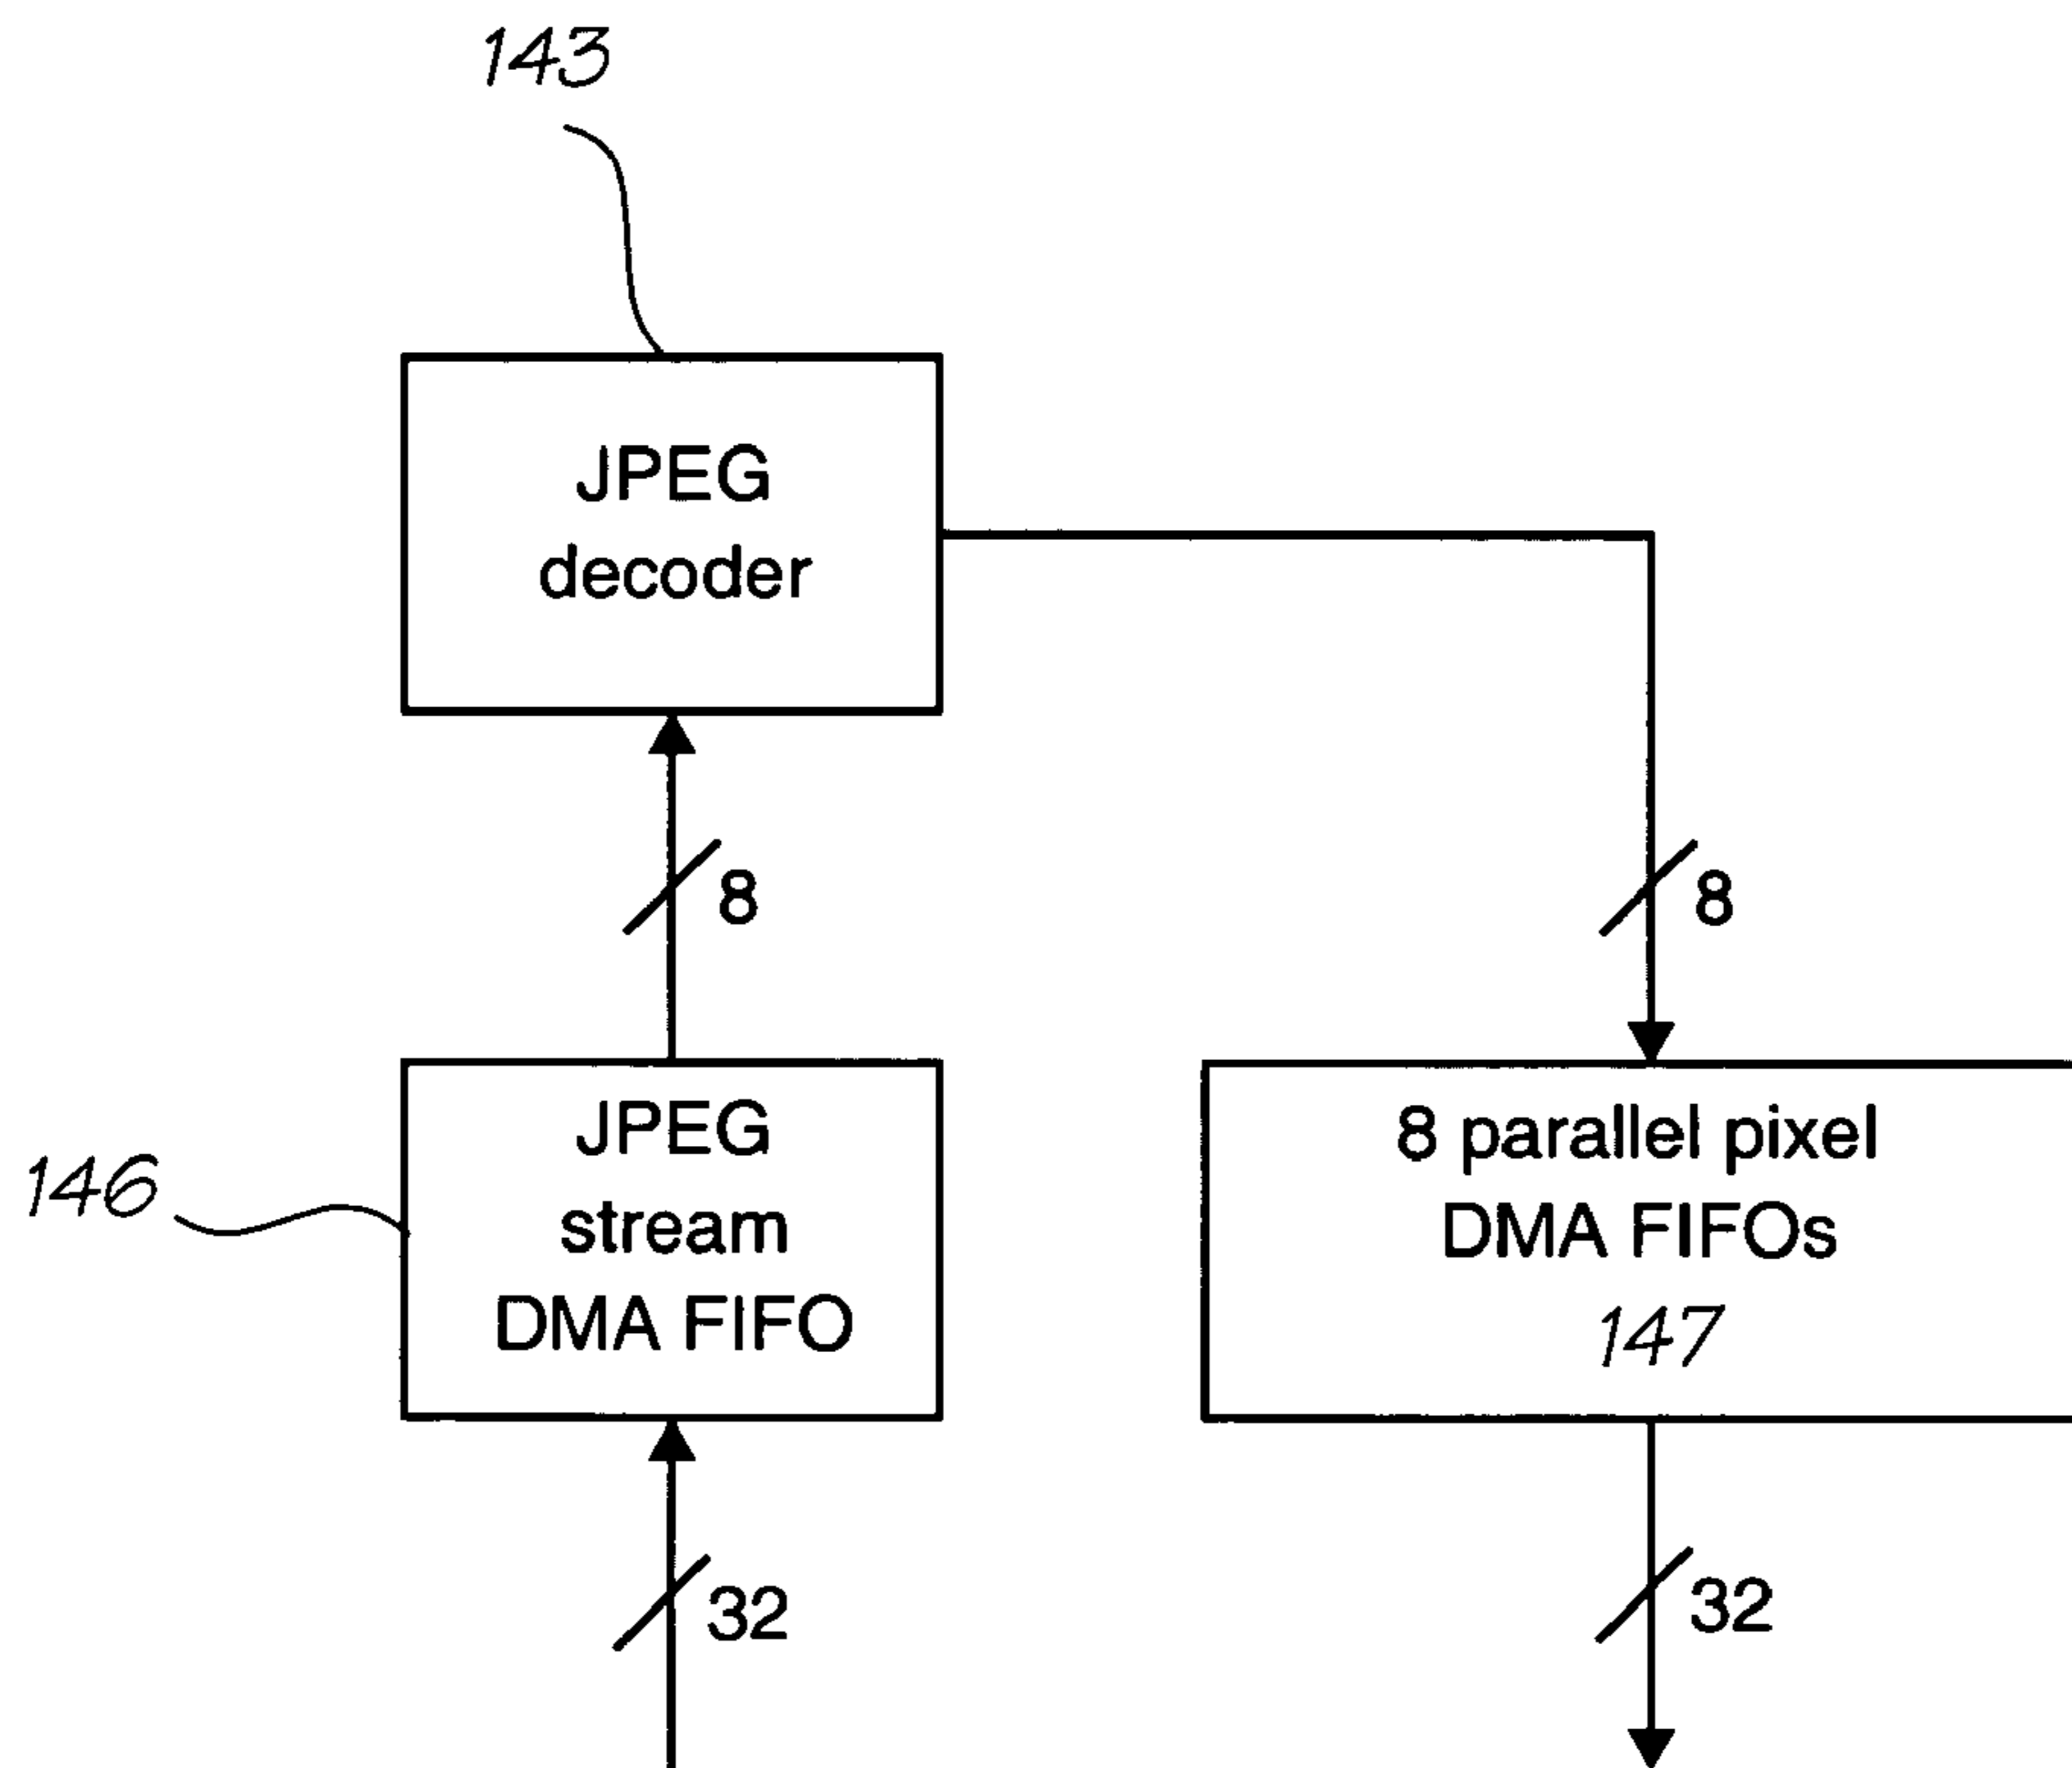 143
JPEG
decoder
8
8
JPEG
stream
DMA FIFO
146
8 parallel pixel
DMA FIFOs
147
32
32